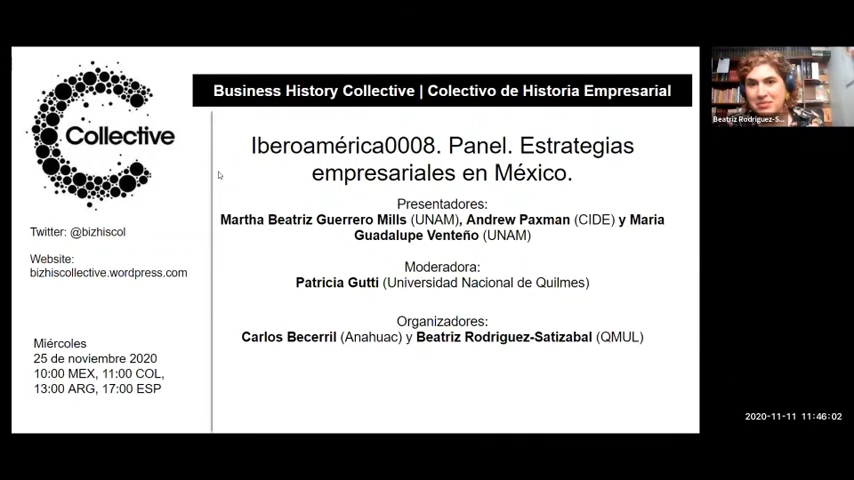 Collective
Business History Collective | Colectivo de Historia Empresarial
Iberoamérica0008. Panel. Estrategias
empresariales en México.
Presentadores:
Martha Beatriz Guerrero Mills (UNAM), Andrew Paxman (CIDE) y Maria
Guadalupe Venteño (UNAM)
Moderadora:
Patricia Gutti (Universidad Nacional de Quilmes)
Organizadores:
Carlos Becerril (Anahuac) y Beatriz Rodriguez-Satizabal (QMUL)
Twitter: @bizhiscol
Website:
bizhiscollective.wordpress.com
Miércoles
25 de noviembre 2020
10:00 MEX, 11:00 COL,
13:00 ARG, 17:00 ESP
Beatriz Rodriguez-S...
2020-11-11 11:46:02